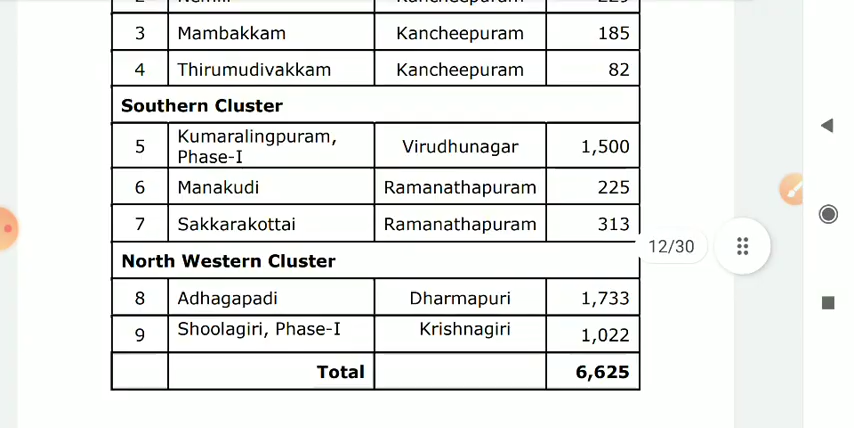 3 Mambakkam Kancheepuram 185
4 Thirumudivakkam Kancheepuram 82
Southern Cluster
5 Kumaralingpuram, Phase-I Virudhunagar 1,500
6 Manakudi Ramanathapuram 225
7 Sakkarakottai Ramanathapuram 313
12/30
North Western Cluster
8 Adhagapadi Dharmapuri 1,733
9 Shoolagiri, Phase-I Krishnagiri 1,022
Total 6,625